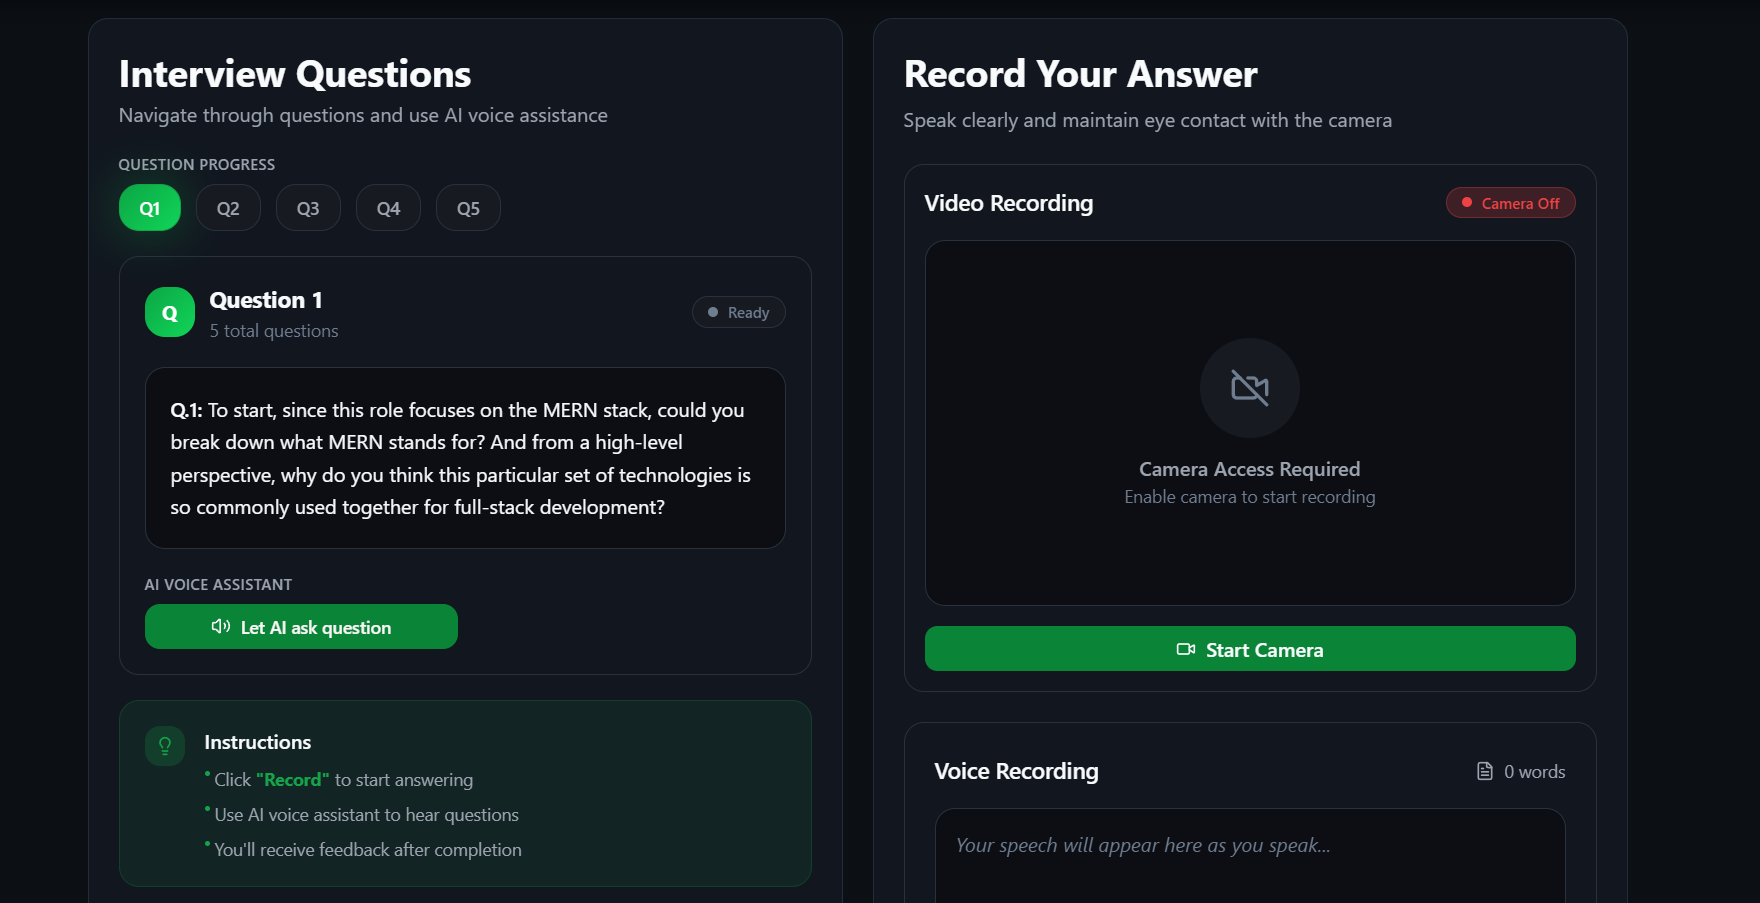 Interview Questions
Navigate through questions and use AI voice assistance
QUESTION PROGRESS
Q1 Q2 Q3 Q4 Q5
Q
Question 1
5 total questions
Ready
Q.1: To start, since this role focuses on the MERN stack, could you
break down what MERN stands for? And from a high-level
perspective, why do you think this particular set of technologies is
so commonly used together for full-stack development?
AI VOICE ASSISTANT
Let AI ask question
Instructions
• Click "Record" to start answering
• Use AI voice assistant to hear questions
• You'll receive feedback after completion
Record Your Answer
Speak clearly and maintain eye contact with the camera
Video Recording
Camera Off
Camera Access Required
Enable camera to start recording
Start Camera
Voice Recording
0 words
Your speech will appear here as you speak...